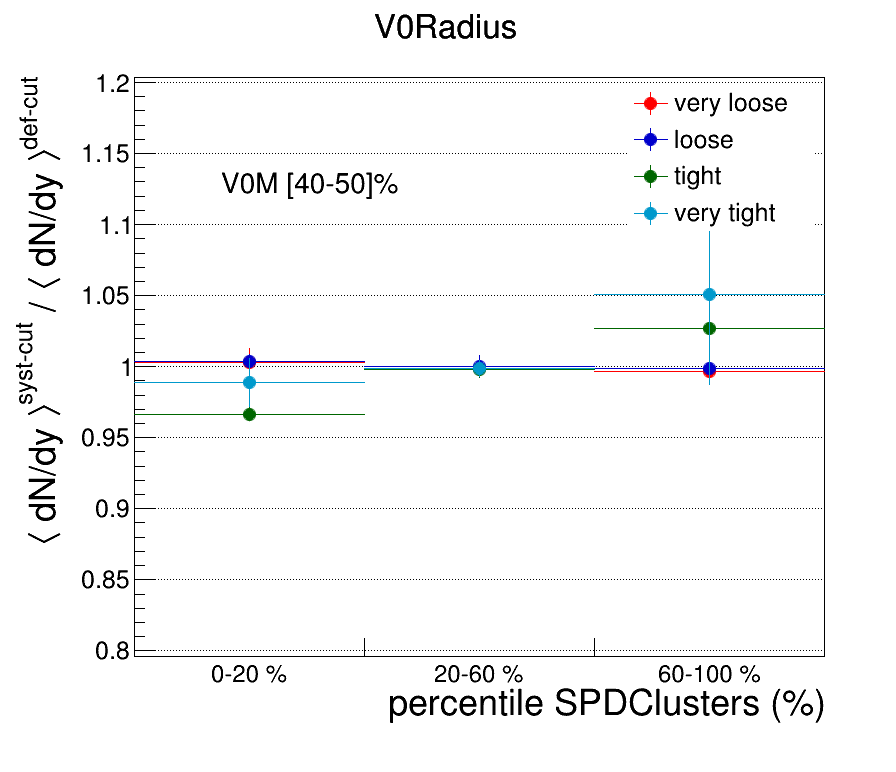 V0Radius
⟨ dN/dy ⟩^syst-cut / ⟨ dN/dy ⟩^def-cut
1.2
1.15
1.1
1.05
1
0.95
0.9
0.85
0.8
V0M [40-50]%
very loose
loose
tight
very tight
0-20 %
20-60 %
60-100 %
percentile SPDClusters (%)